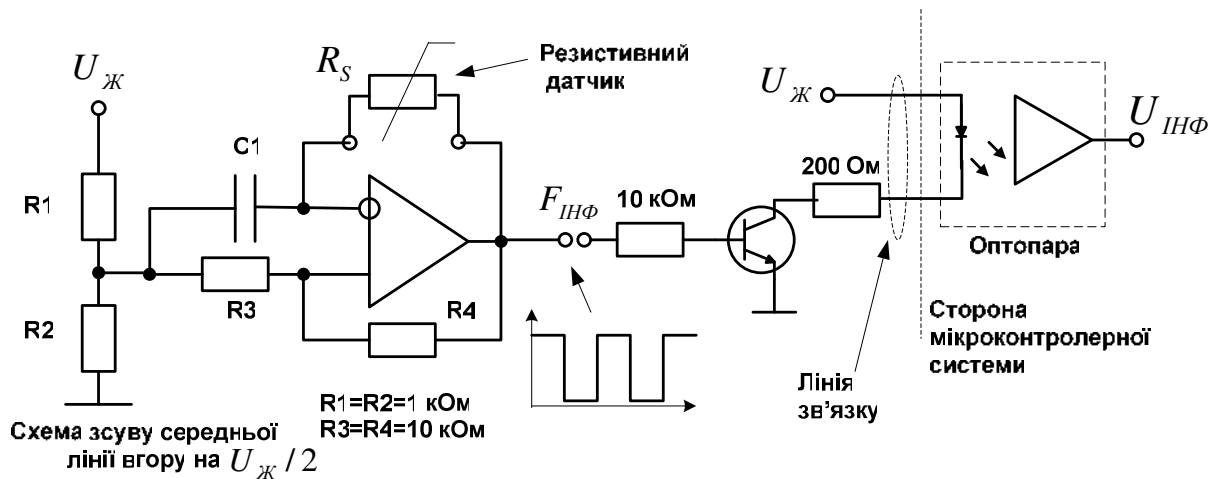 U_Ж
R_S
Резистивний
датчик
U_Ж
U_ІНФ
C1
R1
200 Ом
F_ІНФ
10 кОм
Оптопара
R3
R4
R2
Сторона
мікроконтролерної
системи
Лінія
зв'язку
R1=R2=1 кОм
R3=R4=10 кОм
Схема зсуву середньої
лінії вгору на U_Ж / 2